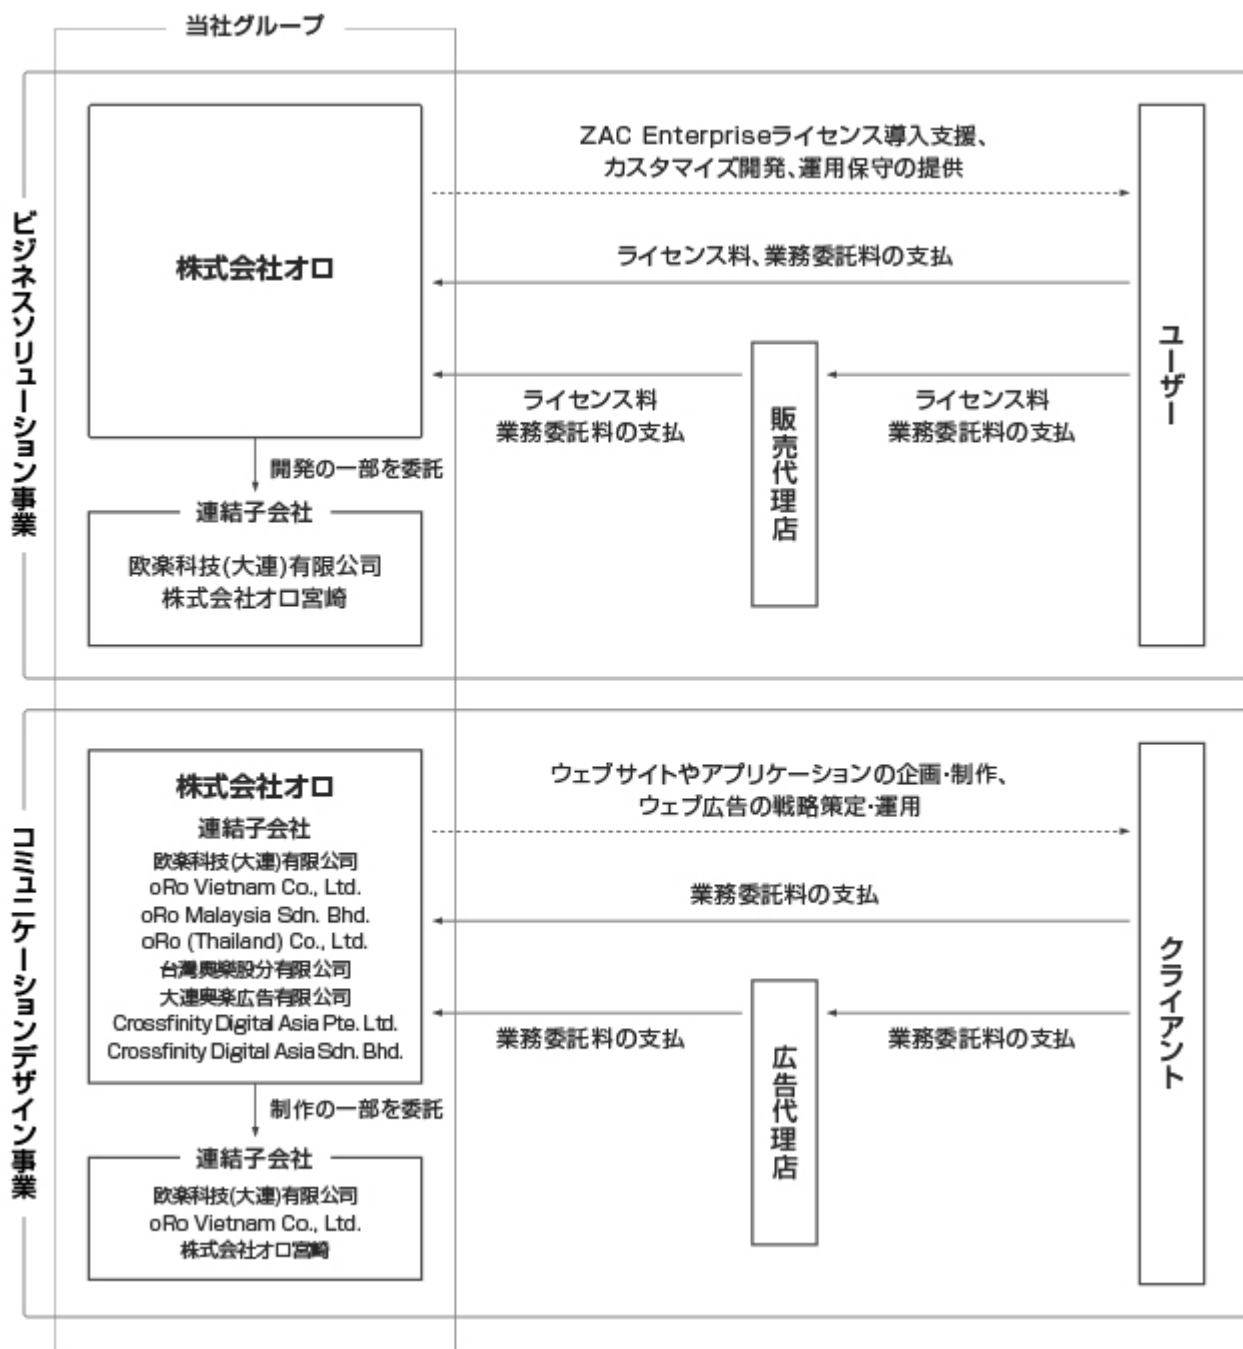 当社グループ
ビジネスソリューション事業
株式会社オロ
ZAC Enterpriseライセンス導入支援、
カスタマイズ開発、運用保守の提供
ライセンス料、業務委託料の支払
ライセンス料
業務委託料の支払
販売代理店
ライセンス料
業務委託料の支払
ユーザー
開発の一部を委託
連結子会社
欧楽科技(大連)有限公司
株式会社オロ宮崎
コミュニケーションデザイン事業
株式会社オロ
連結子会社
欧楽科技(大連)有限公司
oRo Vietnam Co., Ltd.
oRo Malaysia Sdn. Bhd.
oRo (Thailand) Co., Ltd.
台灣奧樂股分有限公司
大連奥楽広告有限公司
Crossfinity Digital Asia Pte. Ltd.
Crossfinity Digital Asia Sdn. Bhd.
ウェブサイトやアプリケーションの企画・制作、
ウェブ広告の戦略策定・運用
業務委託料の支払
業務委託料の支払
広告代理店
業務委託料の支払
クライアント
制作の一部を委託
連結子会社
欧楽科技(大連)有限公司
oRo Vietnam Co., Ltd.
株式会社オロ宮崎